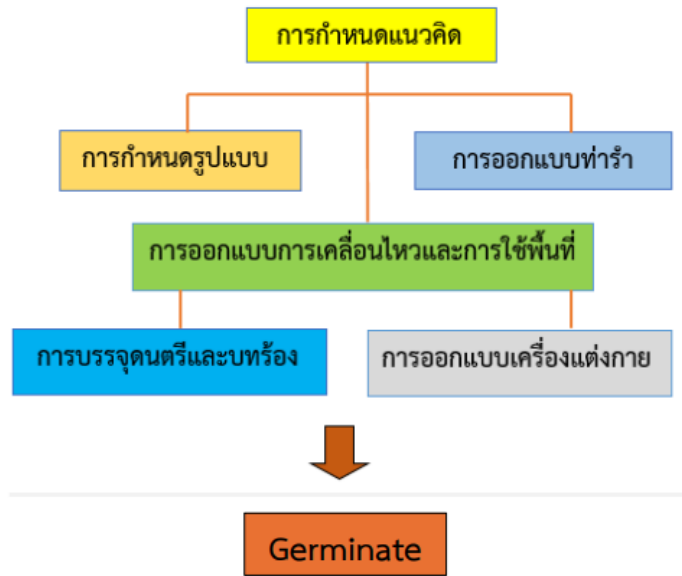 การกำหนดแนวคิด
การกำหนดรูปแบบ
การออกแบบท่ารำ
การออกแบบการเคลื่อนไหวและการใช้พื้นที่
การบรรจุดนตรีและบทร้อง
การออกแบบเครื่องแต่งกาย
Germinate